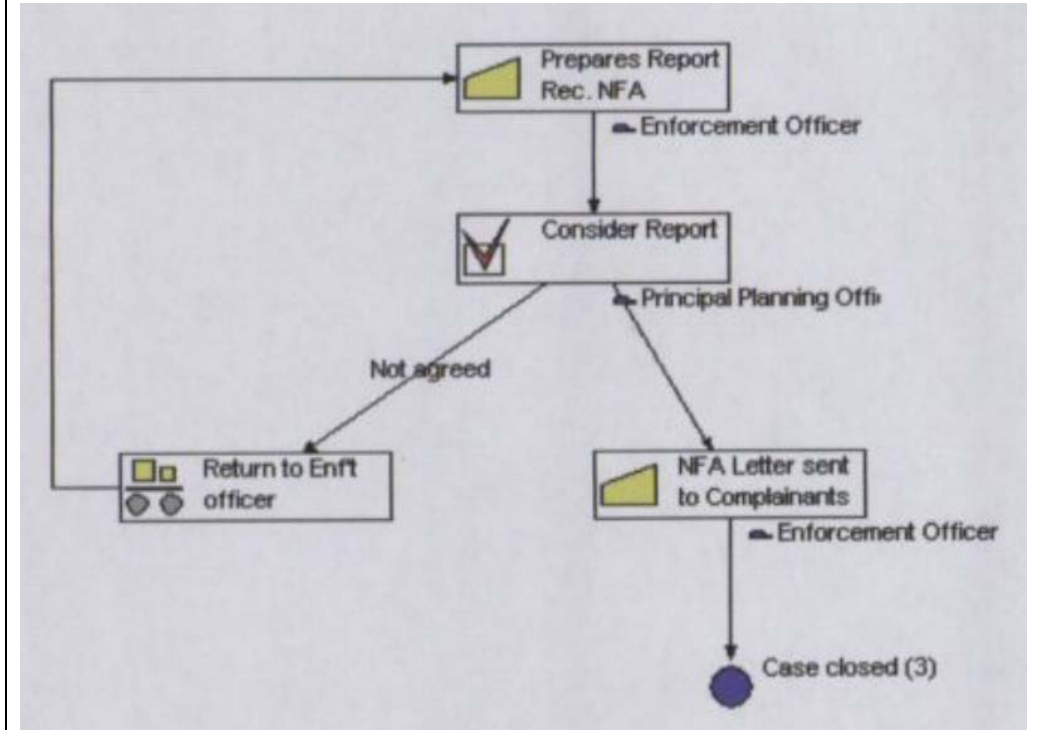 Prepares Report
Rec. NFA
Enforcement Officer
Consider Report
Principal Planning
Not agreed
Return to Enf't
officer
NFA Letter sent
to Complainants
Enforcement Officer
Case closed (3)